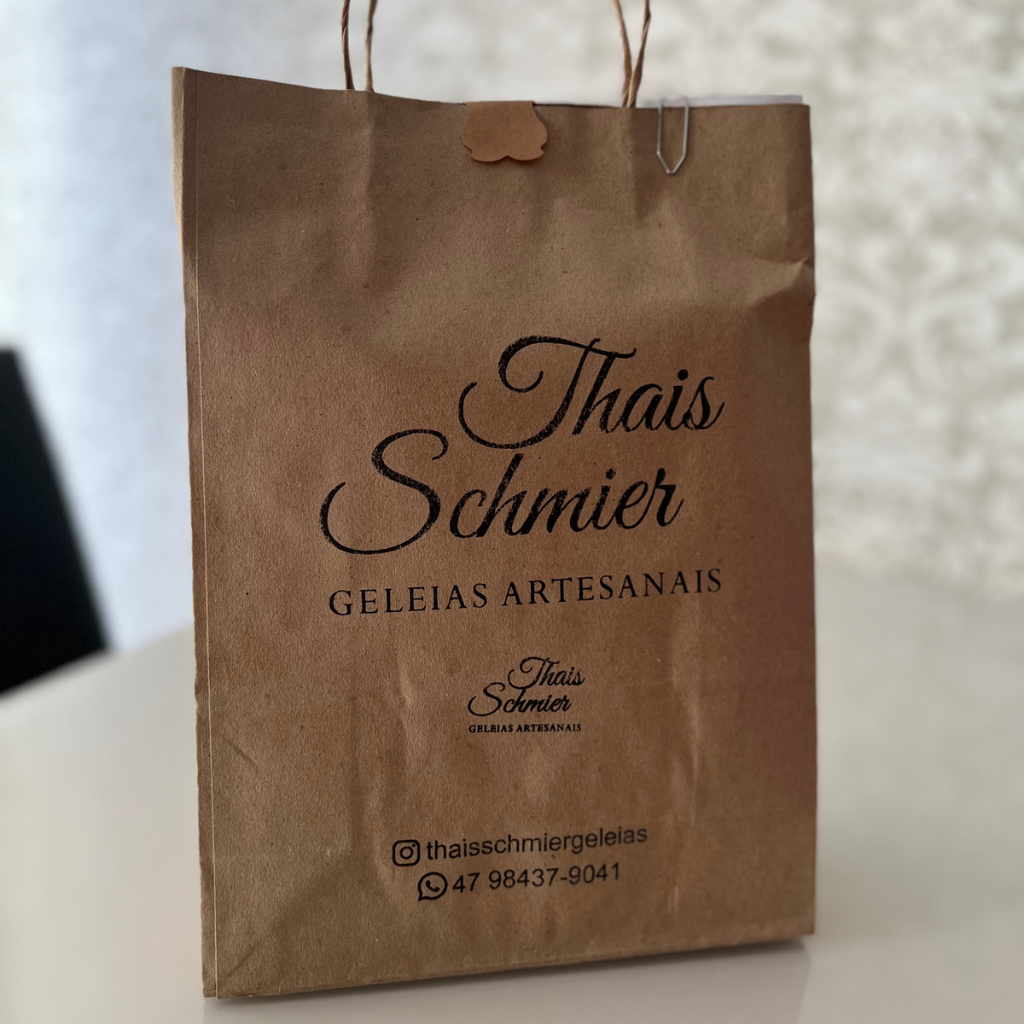 Thais
Schmier
GELEIAS ARTESANAIS
Thais
Schmier
GELEIAS ARTESANAIS
thaisschmiergeleias
47 98437-9041